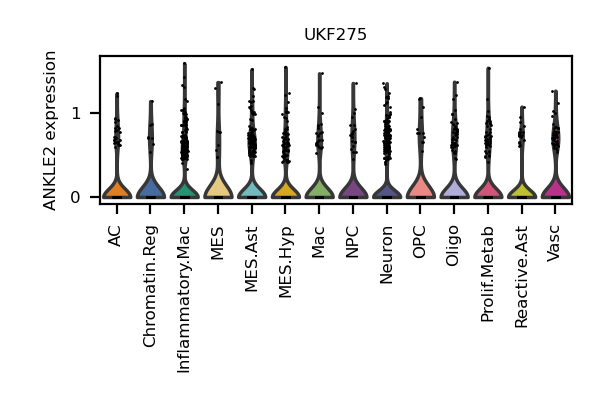 UKF275
ANKLE2 expression
1
0
AC
Chromatin.Reg
Inflammatory.Mac
MES
MES.Ast
MES.Hyp
Mac
NPC
Neuron
OPC
Oligo
Prolif.Metab
Reactive.Ast
Vasc